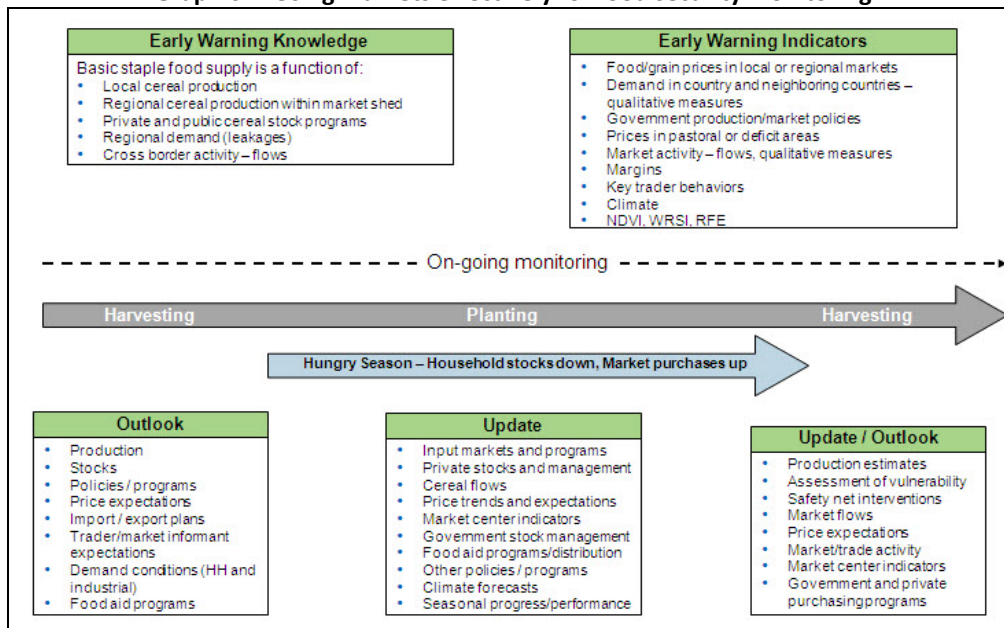 Early Warning Knowledge
Basic staple food supply is a function of:
• Local cereal production
• Regional cereal production within market shed
• Private and public cereal stock programs
• Regional demand (leakages)
• Cross border activity – flows
Early Warning Indicators
• Food/grain prices in local or regional markets
• Demand in country and neighboring countries –
qualitative measures
• Government production/market policies
• Prices in pastoral or deficit areas
• Market activity – flows, qualitative measures
• Margins
• Key trader behaviors
• Climate
• NDVI, WRSI, RFE
On-going monitoring
Harvesting Planting Harvesting
Hungry Season – Household stocks down, Market purchases up
Outlook
• Production
• Stocks
• Policies / programs
• Price expectations
• Import / export plans
• Trader/market informant
expectations
• Demand conditions (HH and
industrial)
• Food aid programs
Update
• Input markets and programs
• Private stocks and management
• Cereal flows
• Price trends and expectations
• Market center indicators
• Government stock management
• Food aid programs/distribution
• Other policies / programs
• Climate forecasts
• Seasonal progress/performance
Update / Outlook
• Production estimates
• Assessment of vulnerability
• Safety net interventions
• Market flows
• Price expectations
• Market/trade activity
• Market center indicators
• Government and private
purchasing programs